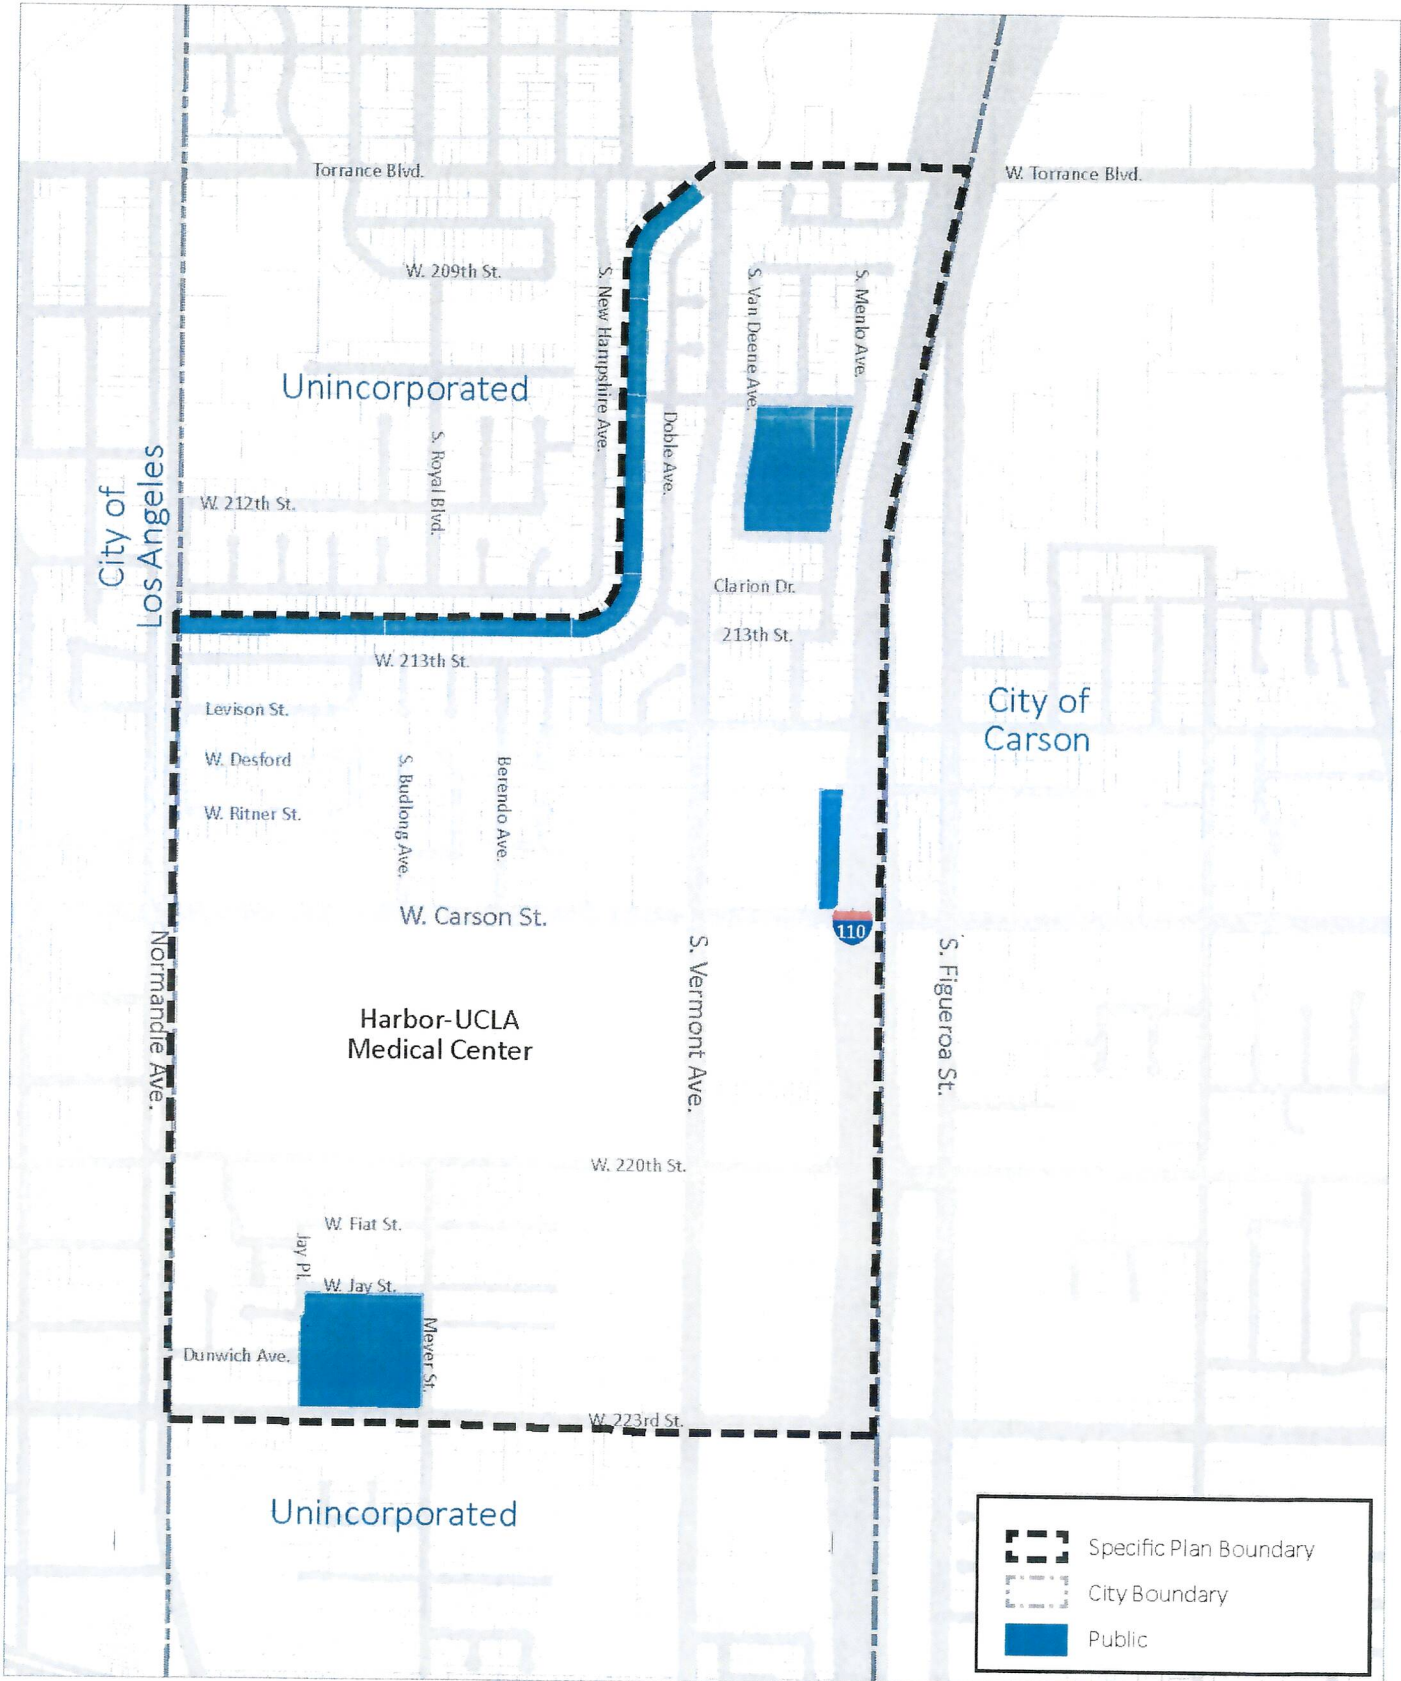 Torrance Blvd.
W. Torrance Blvd.
W. 209th St.
S. New Hampshire Ave.
S. Van Deene Ave.
S. Menlo Ave.
Unincorporated
Doble Ave.
S. Royal Blvd.
City of
Los Angeles
W. 212th St.
Clarion Dr.
213th St.
W. 213th St.
City of
Carson
Levison St.
W. Desford
S. Budlong Ave.
Berendo Ave.
W. Ritner St.
W. Carson St.
110
Normandie Ave.
S. Vermont Ave.
S. Figueroa St.
Harbor-UCLA
Medical Center
W. 220th St.
W. Fiat St.
Jay Pl.
W. Jay St.
Meyer St.
Dunwich Ave.
W. 223rd St.
Unincorporated
Specific Plan Boundary
City Boundary
Public